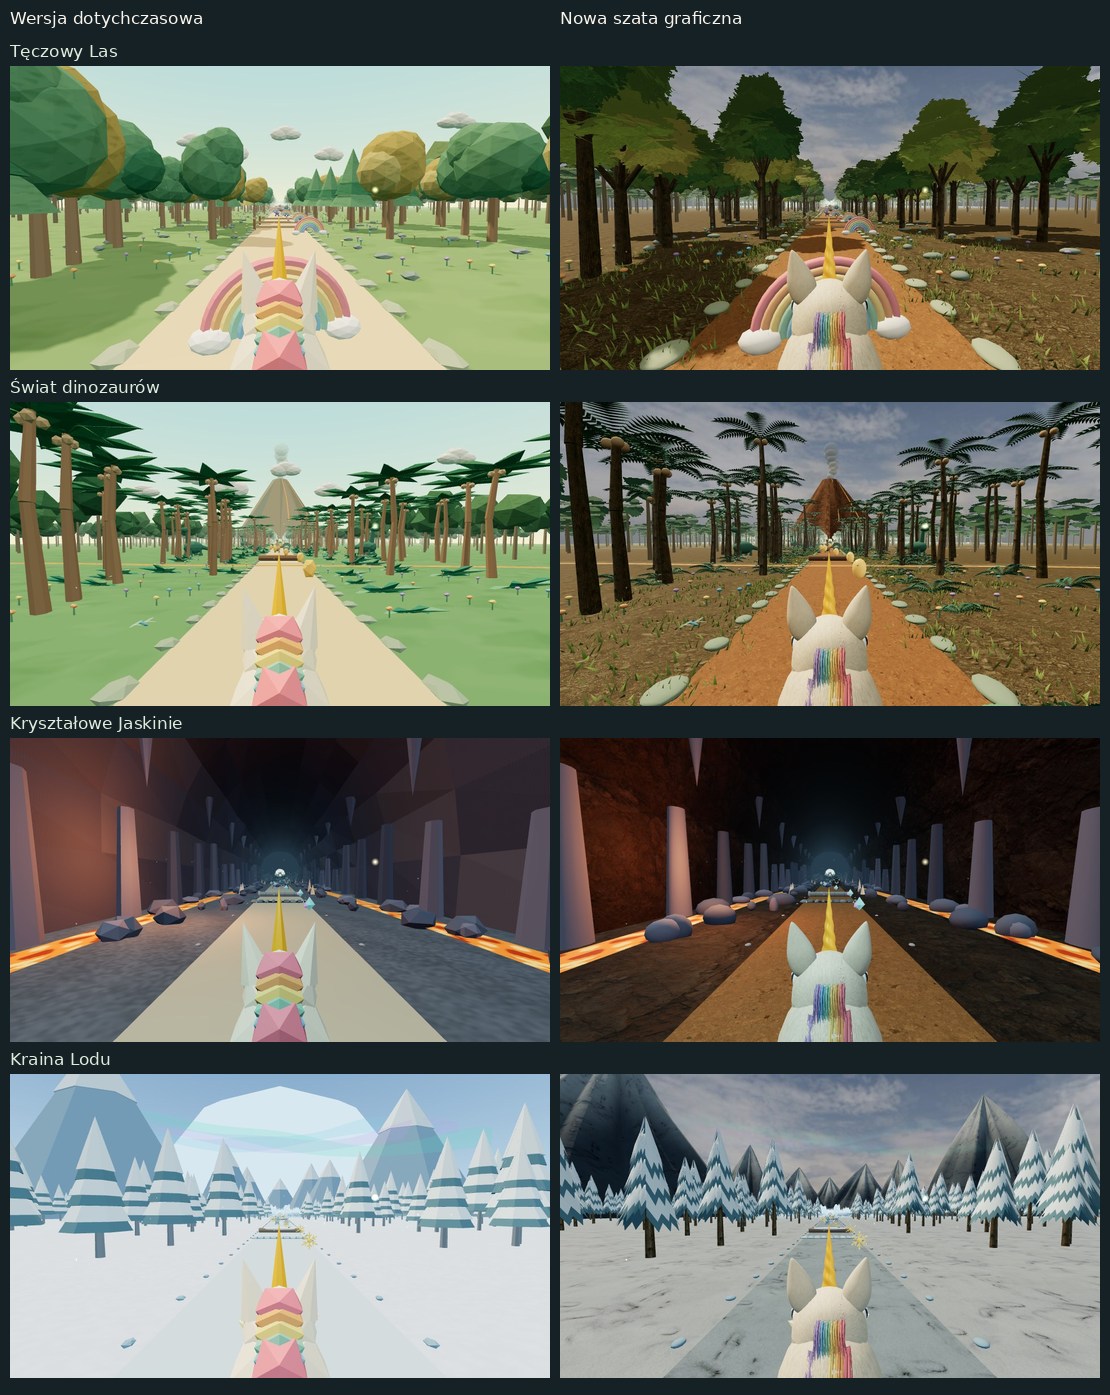 Wersja dotychczasowa
Nowa szata graficzna
Tęczowy Las
Świat dinozaurów
Kryształowe Jaskinie
Kraina Lodu